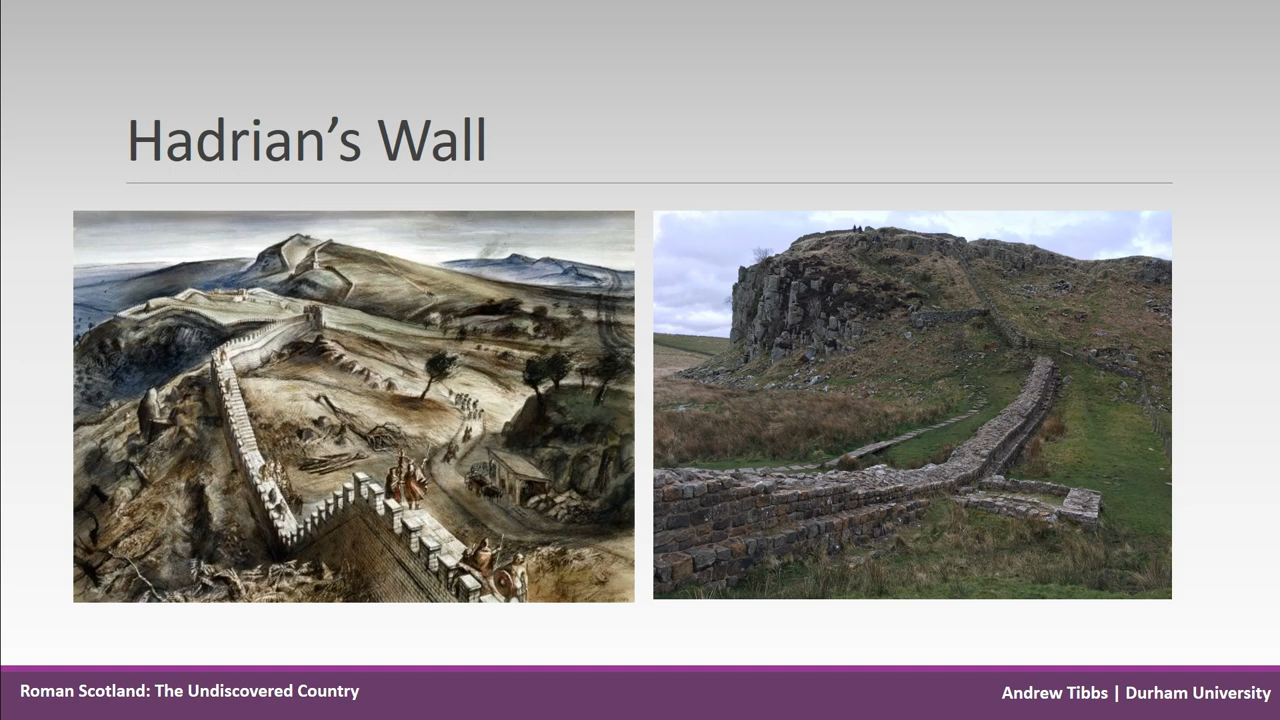 Hadrian’s Wall
Roman Scotland: The Undiscovered Country
Andrew Tibbs | Durham University